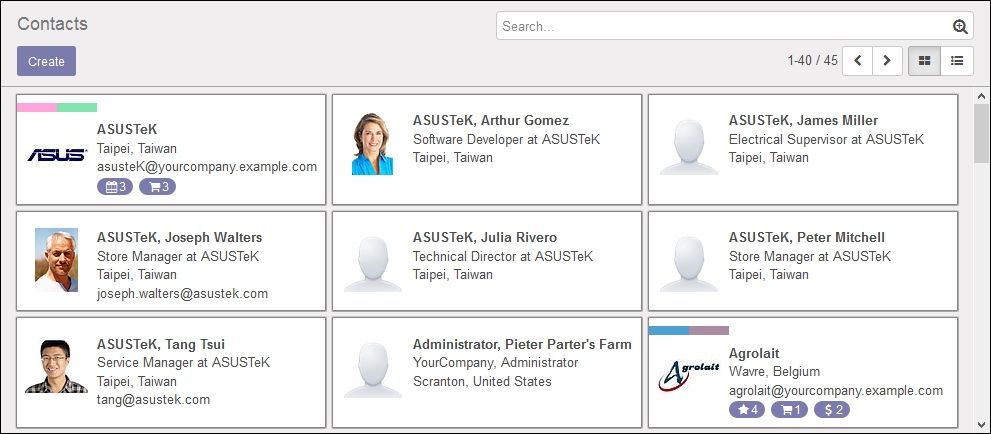 Contacts
Search...
Create
1-40 / 45
ASUSTeK
Taipei, Taiwan
asusteK@yourcompany.example.com
3 3
ASUS
ASUSTeK, Arthur Gomez
Software Developer at ASUSTeK
Taipei, Taiwan
ASUSTeK, James Miller
Electrical Supervisor at ASUSTeK
Taipei, Taiwan
ASUSTeK, Joseph Walters
Store Manager at ASUSTeK
Taipei, Taiwan
joseph.walters@asustek.com
ASUSTeK, Julia Rivero
Technical Director at ASUSTeK
Taipei, Taiwan
ASUSTeK, Peter Mitchell
Store Manager at ASUSTeK
Taipei, Taiwan
ASUSTeK, Tang Tsui
Service Manager at ASUSTeK
Taipei, Taiwan
tang@asustek.com
Administrator, Pieter Parter's Farm
YourCompany, Administrator
Scranton, United States
Agrolait
Agrolait
Wavre, Belgium
agrolait@yourcompany.example.com
4 1 $ 2